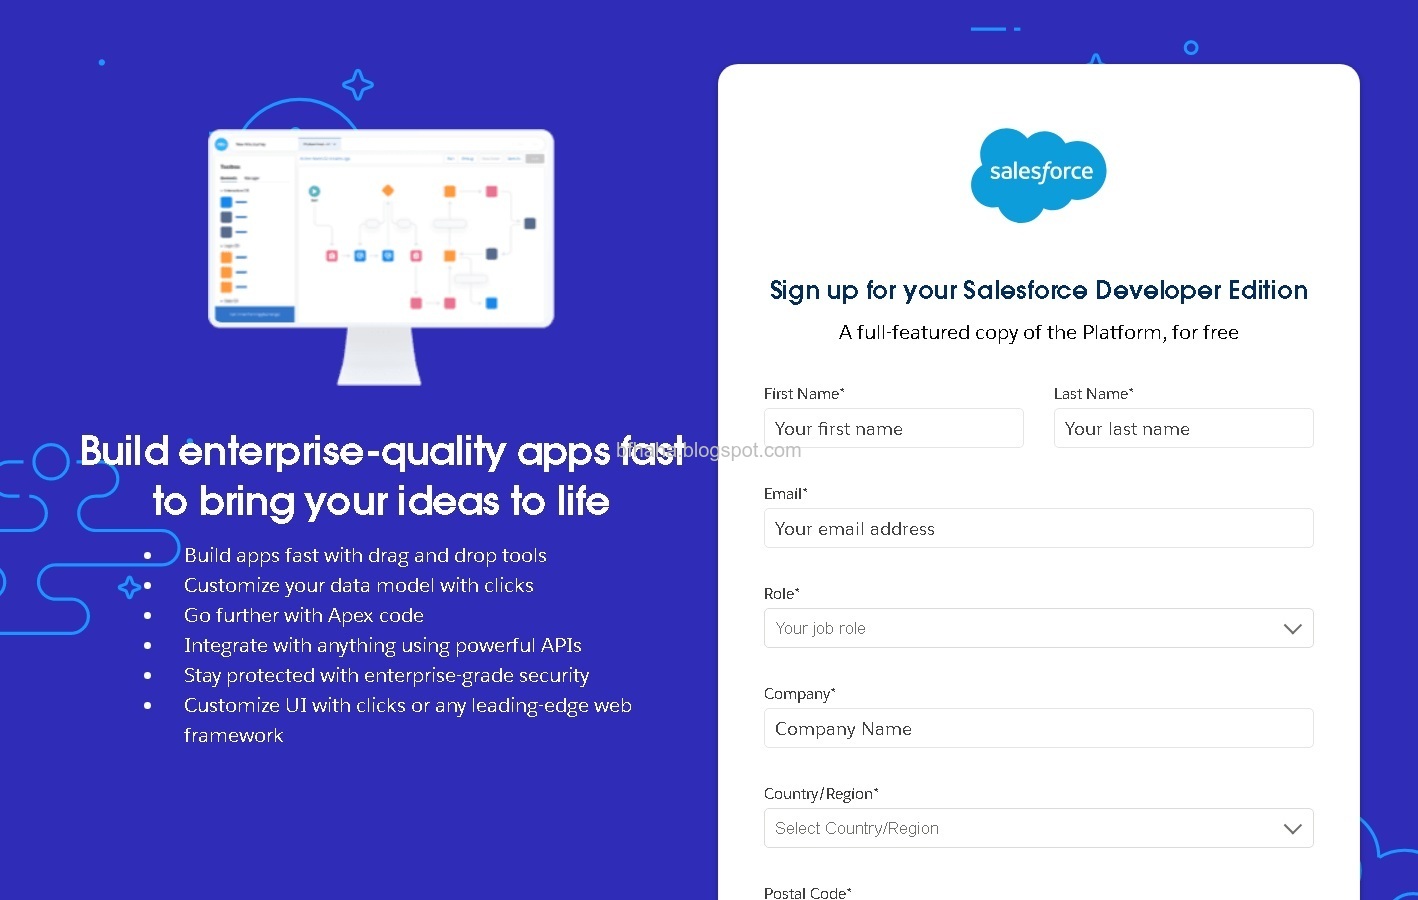 Build enterprise-quality apps fast
to bring your ideas to life
Build apps fast with drag and drop tools
Customize your data model with clicks
Go further with Apex code
Integrate with anything using powerful APIs
Stay protected with enterprise-grade security
Customize UI with clicks or any leading-edge web
framework
bfhaha.blogspot.com
salesforce
Sign up for your Salesforce Developer Edition
A full-featured copy of the Platform, for free
First Name*
Last Name*
Your first name
Your last name
Email*
Your email address
Role*
Your job role
Company*
Company Name
Country/Region*
Select Country/Region
Postal Code*